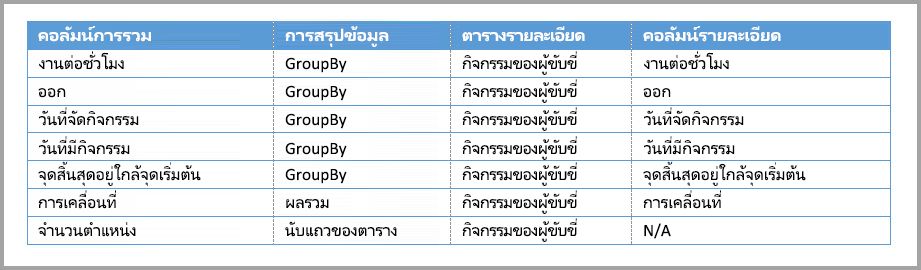 คอลัมน์การรวม การสรุปข้อมูล ตารางรายละเอียด คอลัมน์รายละเอียด
งานต่อชั่วโมง GroupBy กิจกรรมของผู้ขับขี่ งานต่อชั่วโมง
ออก GroupBy กิจกรรมของผู้ขับขี่ ออก
วันที่จัดกิจกรรม GroupBy กิจกรรมของผู้ขับขี่ วันที่จัดกิจกรรม
วันที่มีกิจกรรม GroupBy กิจกรรมของผู้ขับขี่ วันที่มีกิจกรรม
จุดสิ้นสุดอยู่ใกล้จุดเริ่มต้น GroupBy กิจกรรมของผู้ขับขี่ จุดสิ้นสุดอยู่ใกล้จุดเริ่มต้น
การเคลื่อนที่ ผลรวม กิจกรรมของผู้ขับขี่ การเคลื่อนที่
จำนวนตำแหน่ง นับแถวของตาราง กิจกรรมของผู้ขับขี่ N/A